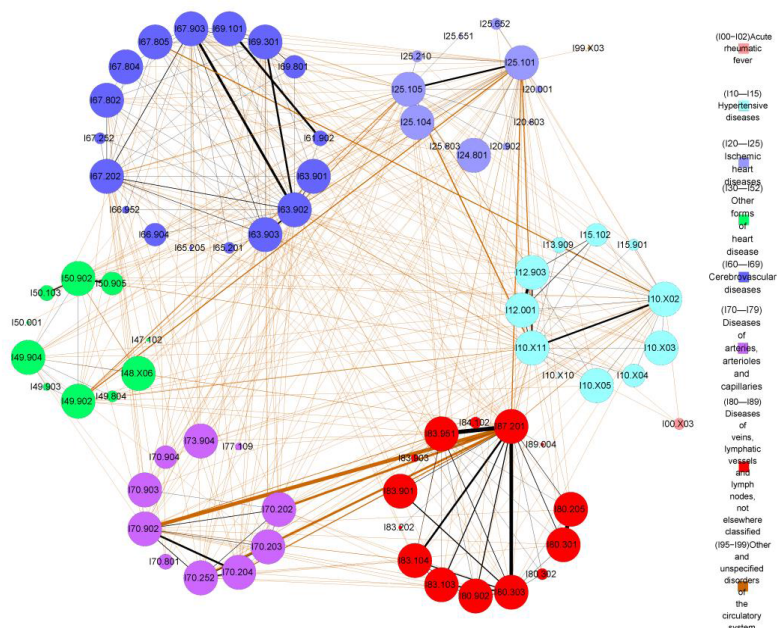 I67.903
I69.101
I67.805
I69.301
I67.804
I69.801
I67.802
I67.252
I61.902
I67.202
I63.901
I66.952
I63.902
I66.904
I63.903
I65.205
I65.201
I25.652
I25.651
I25.210
I25.101
I99.X03
I25.105
I20.001
I25.104
I20.803
I25.803
I24.801
I20.902
I13.909
I15.102
I15.901
I12.903
I12.001
I10.X02
I10.X11
I10.X03
I10.X10
I10.X04
I10.X05
I00.X03
I50.902
I50.905
I50.103
I50.001
I47.102
I49.904
I48.X06
I49.903
I49.804
I49.902
I73.904
I77.109
I70.904
I70.903
I70.202
I70.902
I70.203
I70.801
I70.252
I70.204
I84.102
I87.201
I83.951
I89.004
I83.903
I83.901
I80.206
I83.202
I80.301
I83.104
I80.302
I83.103
I80.902
I80.303
(I00−I02)Acute
rheumatic
fever
(I10—I15)
Hypertensive
diseases
(I20—I25)
Ischemic
heart
diseases
(I30—I52)
Other
forms
of
heart
disease
(I60—I69)
Cerebrovascular
diseases
(I70—I79)
Diseases
of
arteries,
arterioles
and
capillaries
(I80—I89)
Diseases
of
veins,
lymphatic
vessels
and
lymph
nodes,
not
elsewhere
classified
(I95−I99)Other
and
unspecified
disorders
of
the
circulatory
system